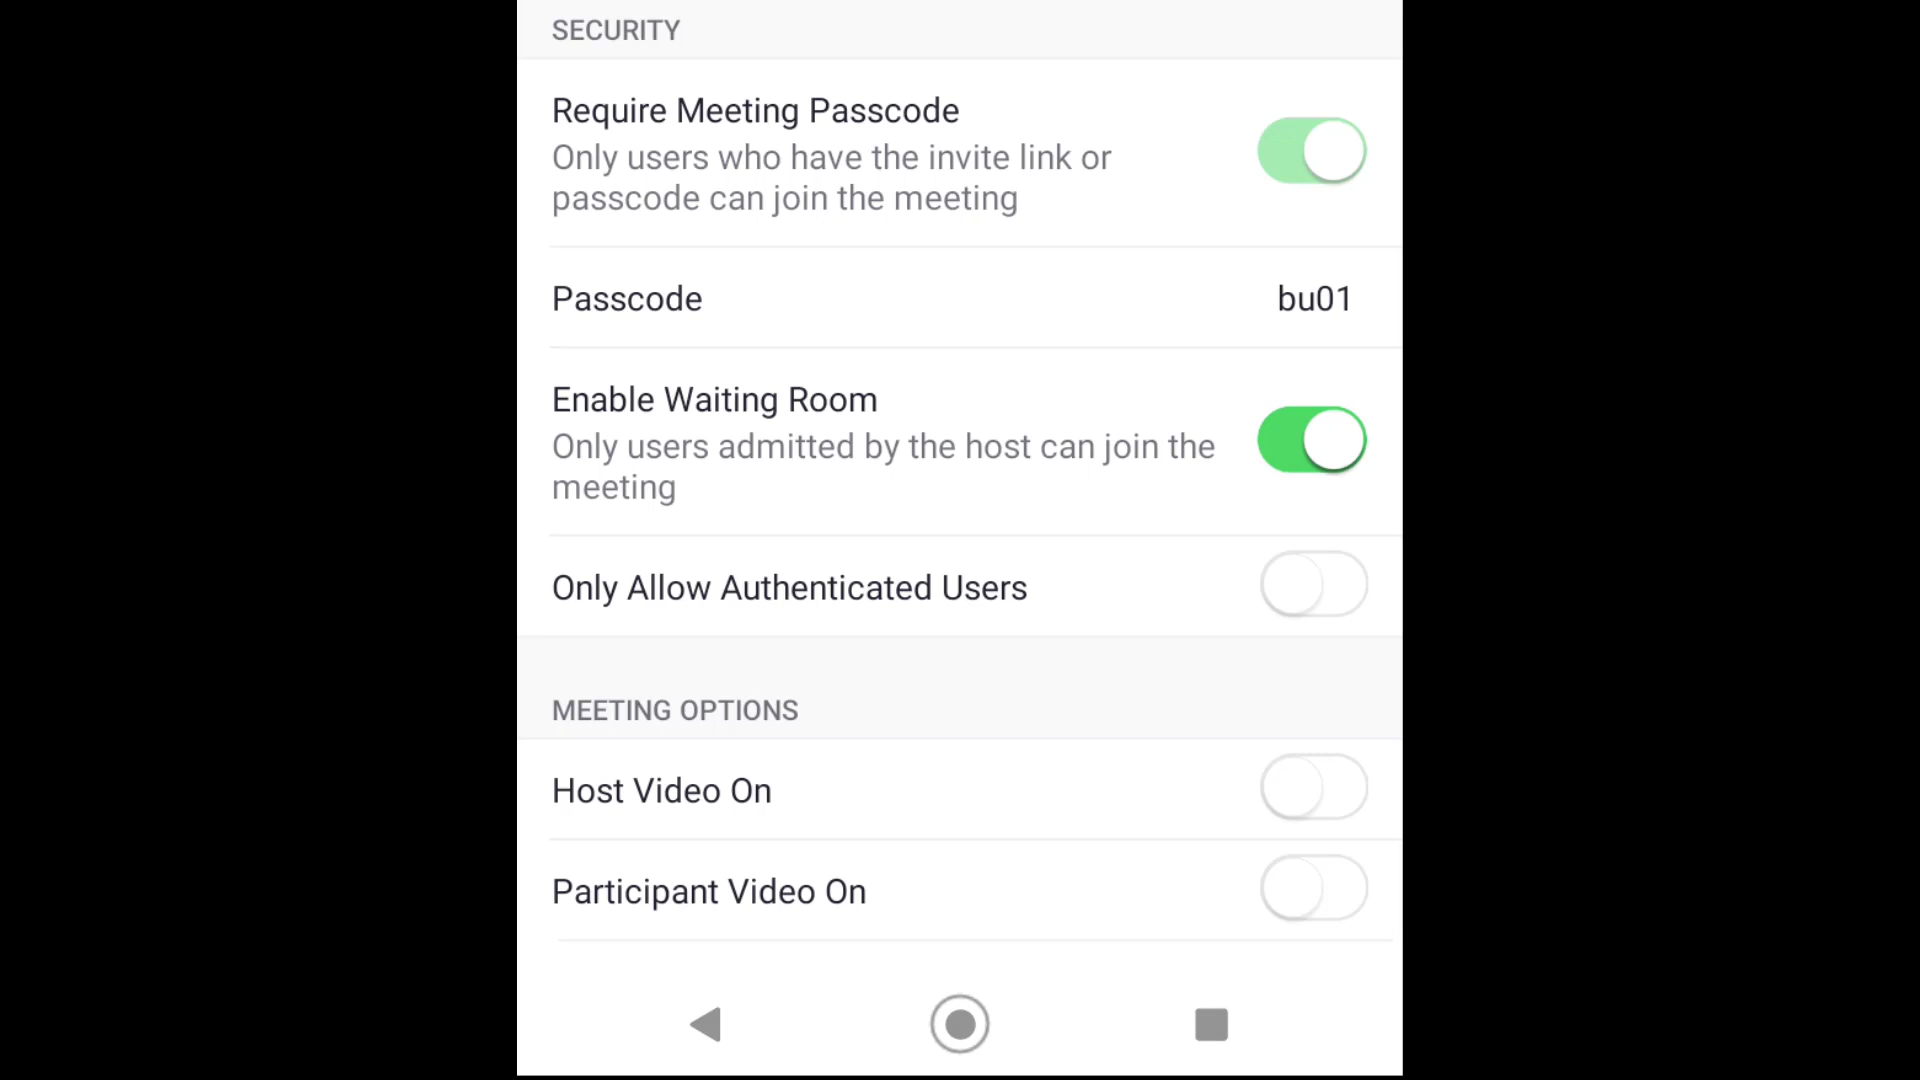 SECURITY
Require Meeting Passcode
Only users who have the invite link or
passcode can join the meeting
Passcode
bu01
Enable Waiting Room
Only users admitted by the host can join the
meeting
Only Allow Authenticated Users
MEETING OPTIONS
Host Video On
Participant Video On